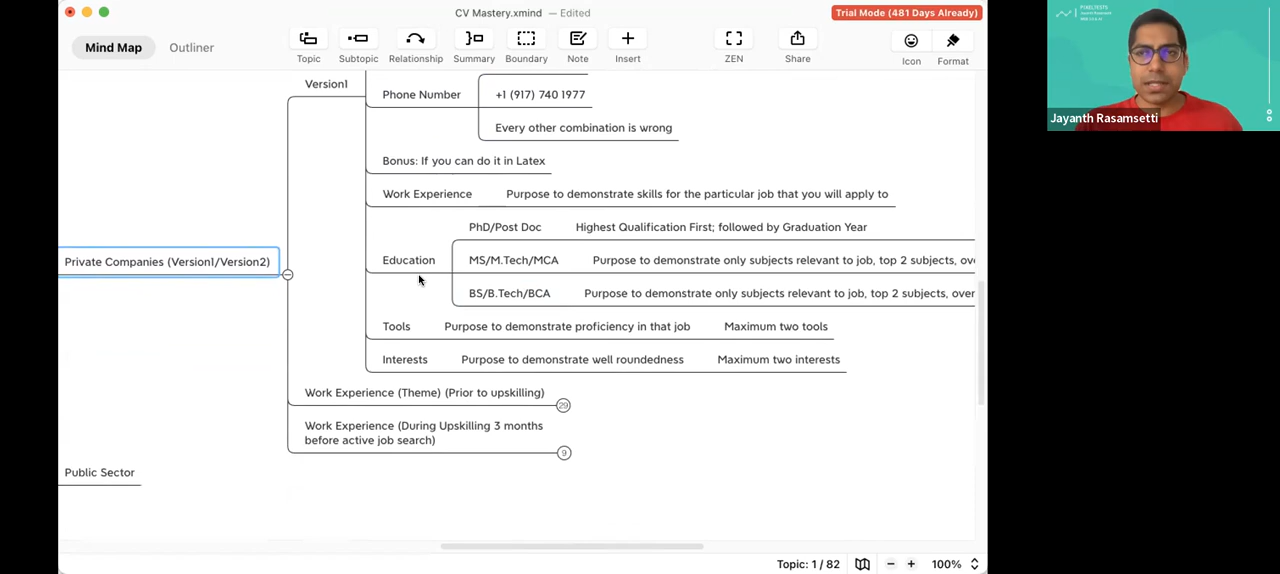 CV Mastery.xmind — Edited
Trial Mode (481 Days Already)
Mind Map
Outliner
Topic
Subtopic
Relationship
Summary
Boundary
Note
Insert
ZEN
Share
Icon
Format
Version1
Phone Number
+1 (917) 740 1977
Every other combination is wrong
Bonus: If you can do it in Latex
Work Experience
Purpose to demonstrate skills for the particular job that you will apply to
PhD/Post Doc
Highest Qualification First; followed by Graduation Year
Private Companies (Version1/Version2)
Education
MS/M.Tech/MCA
Purpose to demonstrate only subjects relevant to job, top 2 subjects, ove
BS/B.Tech/BCA
Purpose to demonstrate only subjects relevant to job, top 2 subjects, over
Tools
Purpose to demonstrate proficiency in that job
Maximum two tools
Interests
Purpose to demonstrate well roundedness
Maximum two interests
Work Experience (Theme) (Prior to upskilling)
29
Work Experience (During Upskilling 3 months
before active job search)
9
Public Sector
Topic: 1 / 82
100%
PIXELTESTS
Jayanth Rasamsetti